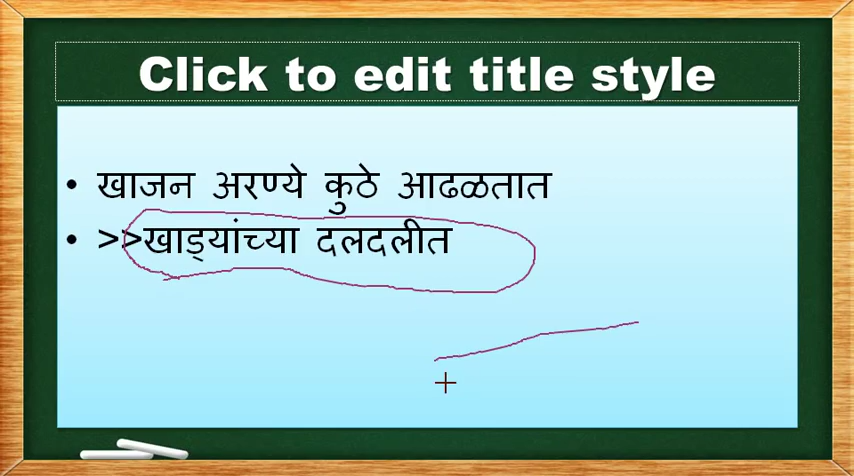 Click to edit title style
• खाजन अरण्ये कुठे आढळतात
• >>खाड्यांच्या दलदलीत